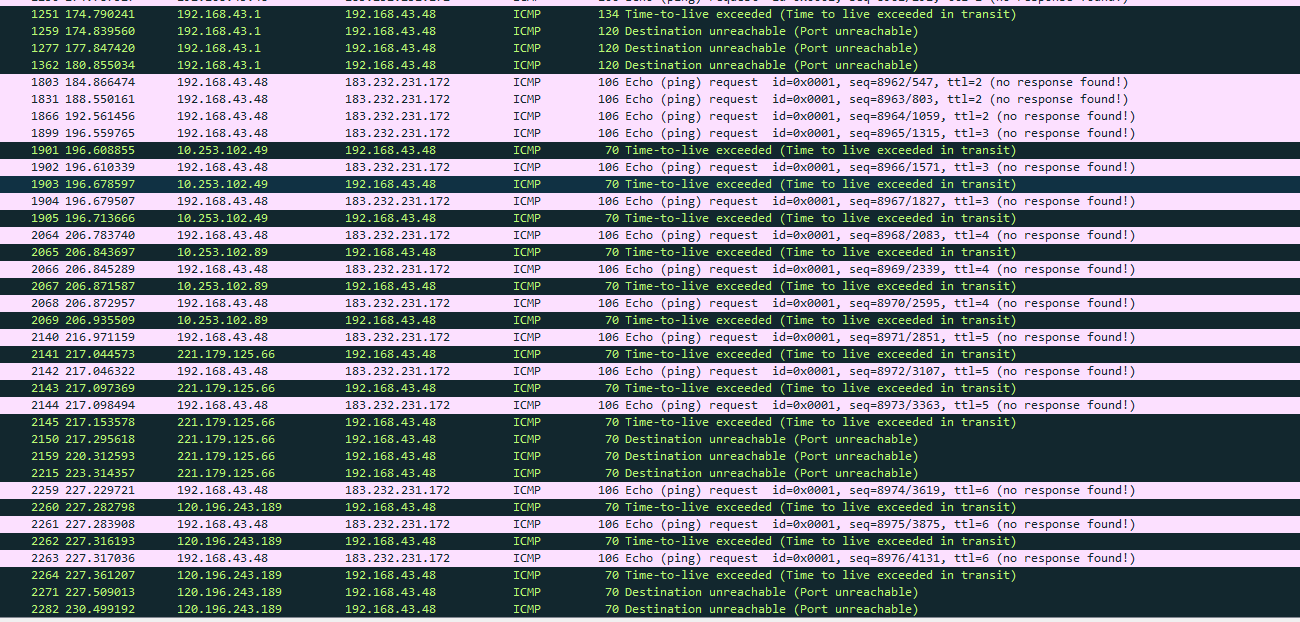 1251 174.790241 192.168.43.1 192.168.43.48 ICMP 134 Time-to-live exceeded (Time to live exceeded in transit)
1259 174.839560 192.168.43.1 192.168.43.48 ICMP 120 Destination unreachable (Port unreachable)
1277 177.847420 192.168.43.1 192.168.43.48 ICMP 120 Destination unreachable (Port unreachable)
1362 180.855034 192.168.43.1 192.168.43.48 ICMP 120 Destination unreachable (Port unreachable)
1803 184.866474 192.168.43.48 183.232.231.172 ICMP 106 Echo (ping) request id=0x0001, seq=8962/547, ttl=2 (no response found!)
1831 188.550161 192.168.43.48 183.232.231.172 ICMP 106 Echo (ping) request id=0x0001, seq=8963/803, ttl=2 (no response found!)
1866 192.561456 192.168.43.48 183.232.231.172 ICMP 106 Echo (ping) request id=0x0001, seq=8964/1059, ttl=2 (no response found!)
1899 196.559765 192.168.43.48 183.232.231.172 ICMP 106 Echo (ping) request id=0x0001, seq=8965/1315, ttl=3 (no response found!)
1901 196.608855 10.253.102.49 192.168.43.48 ICMP 70 Time-to-live exceeded (Time to live exceeded in transit)
1902 196.610339 192.168.43.48 183.232.231.172 ICMP 106 Echo (ping) request id=0x0001, seq=8966/1571, ttl=3 (no response found!)
1903 196.678597 10.253.102.49 192.168.43.48 ICMP 70 Time-to-live exceeded (Time to live exceeded in transit)
1904 196.679507 192.168.43.48 183.232.231.172 ICMP 106 Echo (ping) request id=0x0001, seq=8967/1827, ttl=3 (no response found!)
1905 196.713666 10.253.102.49 192.168.43.48 ICMP 70 Time-to-live exceeded (Time to live exceeded in transit)
2064 206.783740 192.168.43.48 183.232.231.172 ICMP 106 Echo (ping) request id=0x0001, seq=8968/2083, ttl=4 (no response found!)
2065 206.843697 10.253.102.89 192.168.43.48 ICMP 70 Time-to-live exceeded (Time to live exceeded in transit)
2066 206.845289 192.168.43.48 183.232.231.172 ICMP 106 Echo (ping) request id=0x0001, seq=8969/2339, ttl=4 (no response found!)
2067 206.871587 10.253.102.89 192.168.43.48 ICMP 70 Time-to-live exceeded (Time to live exceeded in transit)
2068 206.872957 192.168.43.48 183.232.231.172 ICMP 106 Echo (ping) request id=0x0001, seq=8970/2595, ttl=4 (no response found!)
2069 206.935509 10.253.102.89 192.168.43.48 ICMP 70 Time-to-live exceeded (Time to live exceeded in transit)
2140 216.971159 192.168.43.48 183.232.231.172 ICMP 106 Echo (ping) request id=0x0001, seq=8971/2851, ttl=5 (no response found!)
2141 217.044573 221.179.125.66 192.168.43.48 ICMP 70 Time-to-live exceeded (Time to live exceeded in transit)
2142 217.046322 192.168.43.48 183.232.231.172 ICMP 106 Echo (ping) request id=0x0001, seq=8972/3107, ttl=5 (no response found!)
2143 217.097369 221.179.125.66 192.168.43.48 ICMP 70 Time-to-live exceeded (Time to live exceeded in transit)
2144 217.098494 192.168.43.48 183.232.231.172 ICMP 106 Echo (ping) request id=0x0001, seq=8973/3363, ttl=5 (no response found!)
2145 217.153578 221.179.125.66 192.168.43.48 ICMP 70 Time-to-live exceeded (Time to live exceeded in transit)
2150 217.295618 221.179.125.66 192.168.43.48 ICMP 70 Destination unreachable (Port unreachable)
2159 220.312593 221.179.125.66 192.168.43.48 ICMP 70 Destination unreachable (Port unreachable)
2215 223.314357 221.179.125.66 192.168.43.48 ICMP 70 Destination unreachable (Port unreachable)
2259 227.229721 192.168.43.48 183.232.231.172 ICMP 106 Echo (ping) request id=0x0001, seq=8974/3619, ttl=6 (no response found!)
2260 227.282798 120.196.243.189 192.168.43.48 ICMP 70 Time-to-live exceeded (Time to live exceeded in transit)
2261 227.283908 192.168.43.48 183.232.231.172 ICMP 106 Echo (ping) request id=0x0001, seq=8975/3875, ttl=6 (no response found!)
2262 227.316193 120.196.243.189 192.168.43.48 ICMP 70 Time-to-live exceeded (Time to live exceeded in transit)
2263 227.317036 192.168.43.48 183.232.231.172 ICMP 106 Echo (ping) request id=0x0001, seq=8976/4131, ttl=6 (no response found!)
2264 227.361207 120.196.243.189 192.168.43.48 ICMP 70 Time-to-live exceeded (Time to live exceeded in transit)
2271 227.509013 120.196.243.189 192.168.43.48 ICMP 70 Destination unreachable (Port unreachable)
2282 230.499192 120.196.243.189 192.168.43.48 ICMP 70 Destination unreachable (Port unreachable)